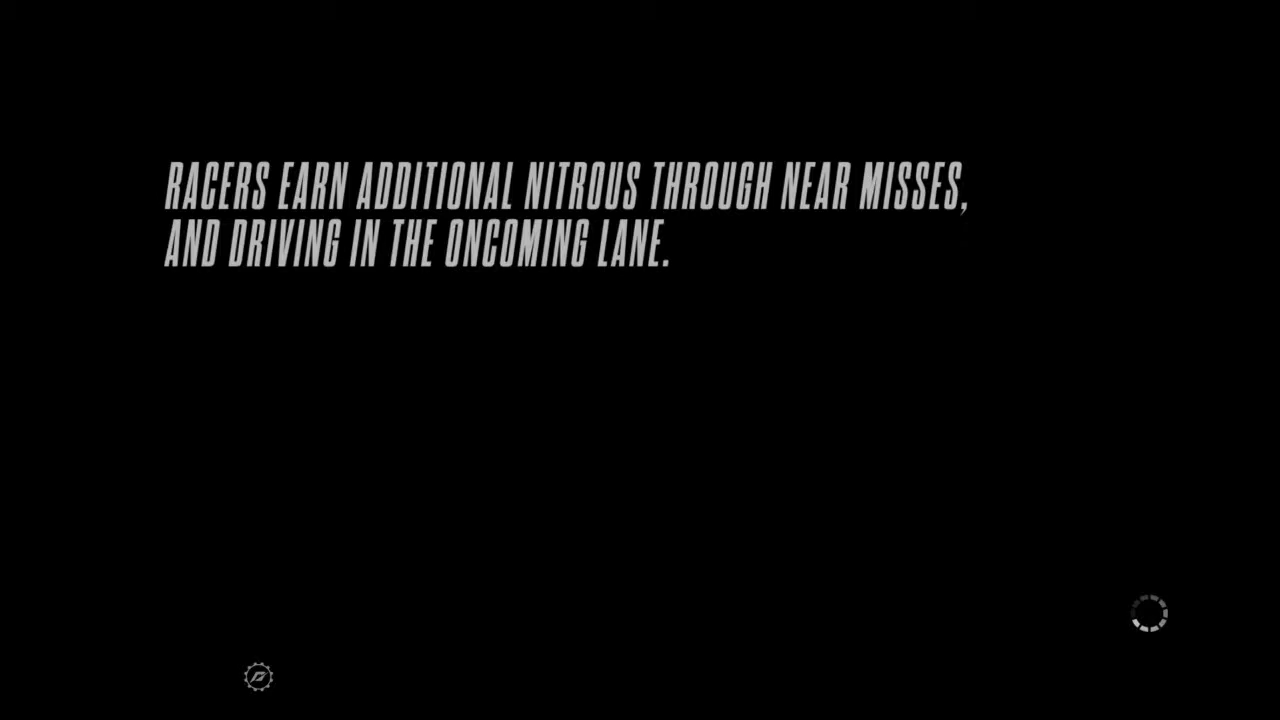 RACERS EARN ADDITIONAL NITROUS THROUGH NEAR MISSES,
AND DRIVING IN THE ONCOMING LANE.